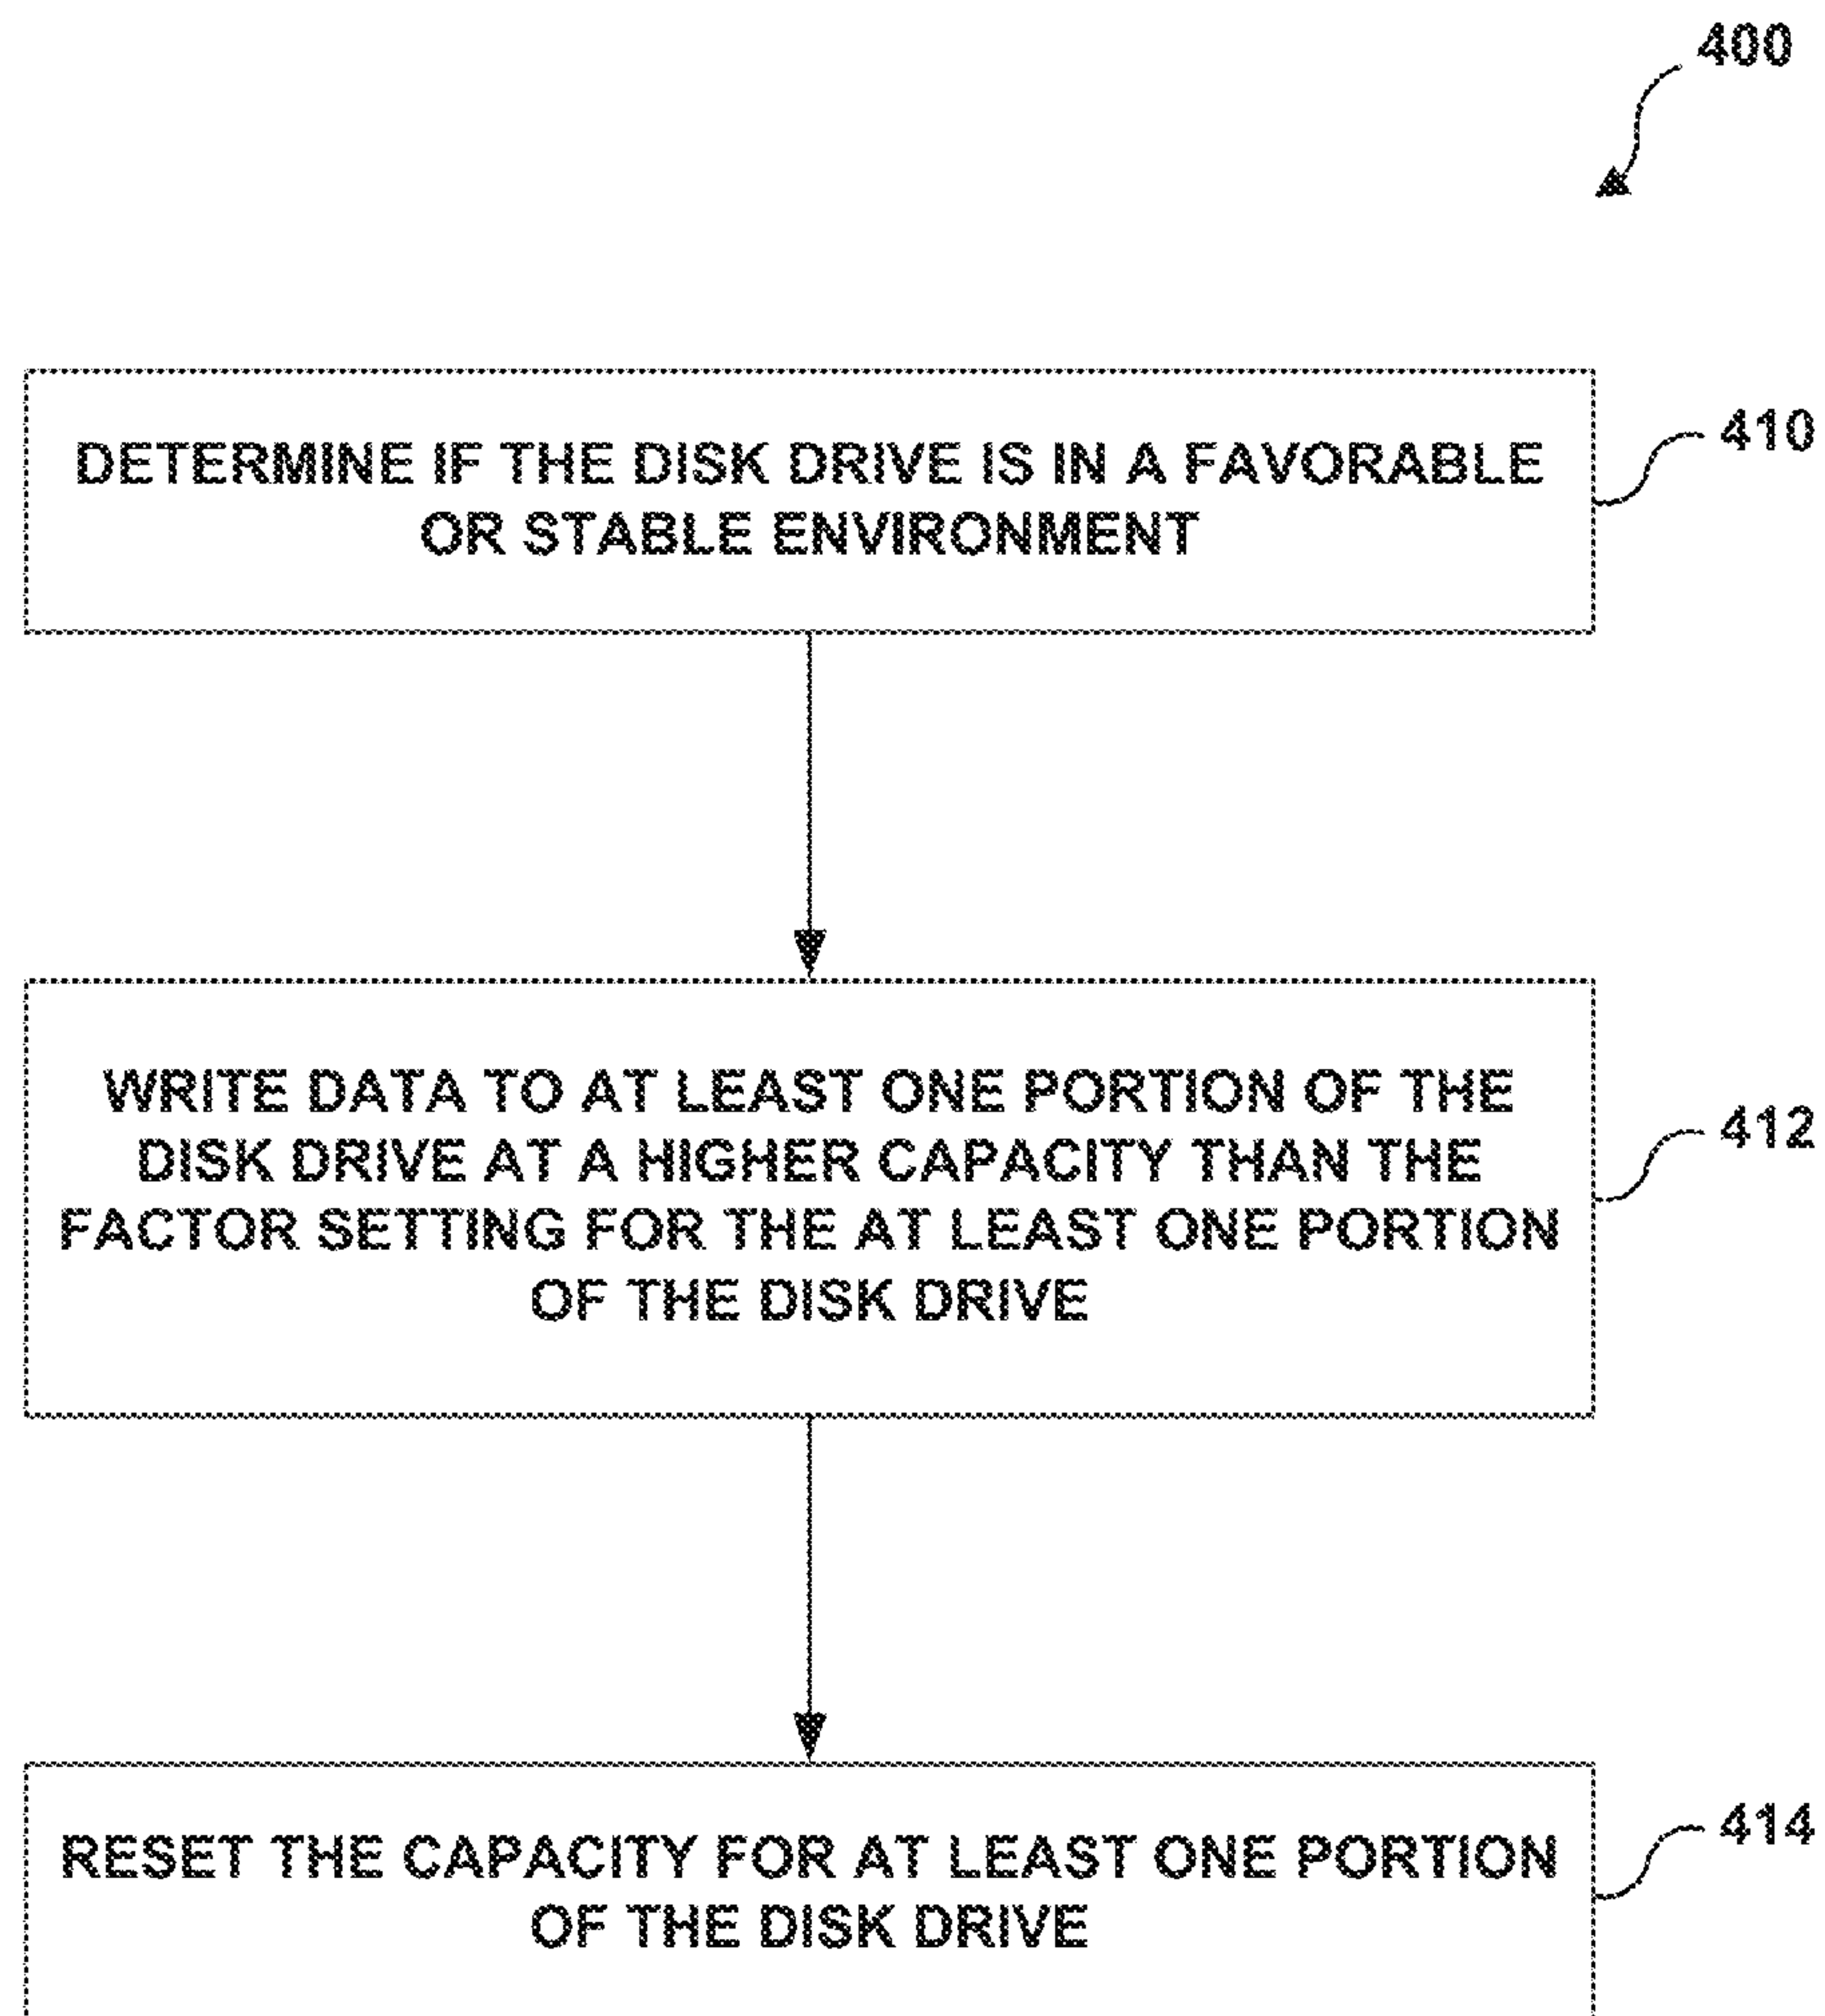 400
DETERMINE IF THE DISK DRIVE IS IN A FAVORABLE
OR STABLE ENVIRONMENT
410
WRITE DATA TO AT LEAST ONE PORTION OF THE
DISK DRIVE AT A HIGHER CAPACITY THAN THE
FACTOR SETTING FOR THE AT LEAST ONE PORTION
OF THE DISK DRIVE
412
RESET THE CAPACITY FOR AT LEAST ONE PORTION
OF THE DISK DRIVE
414